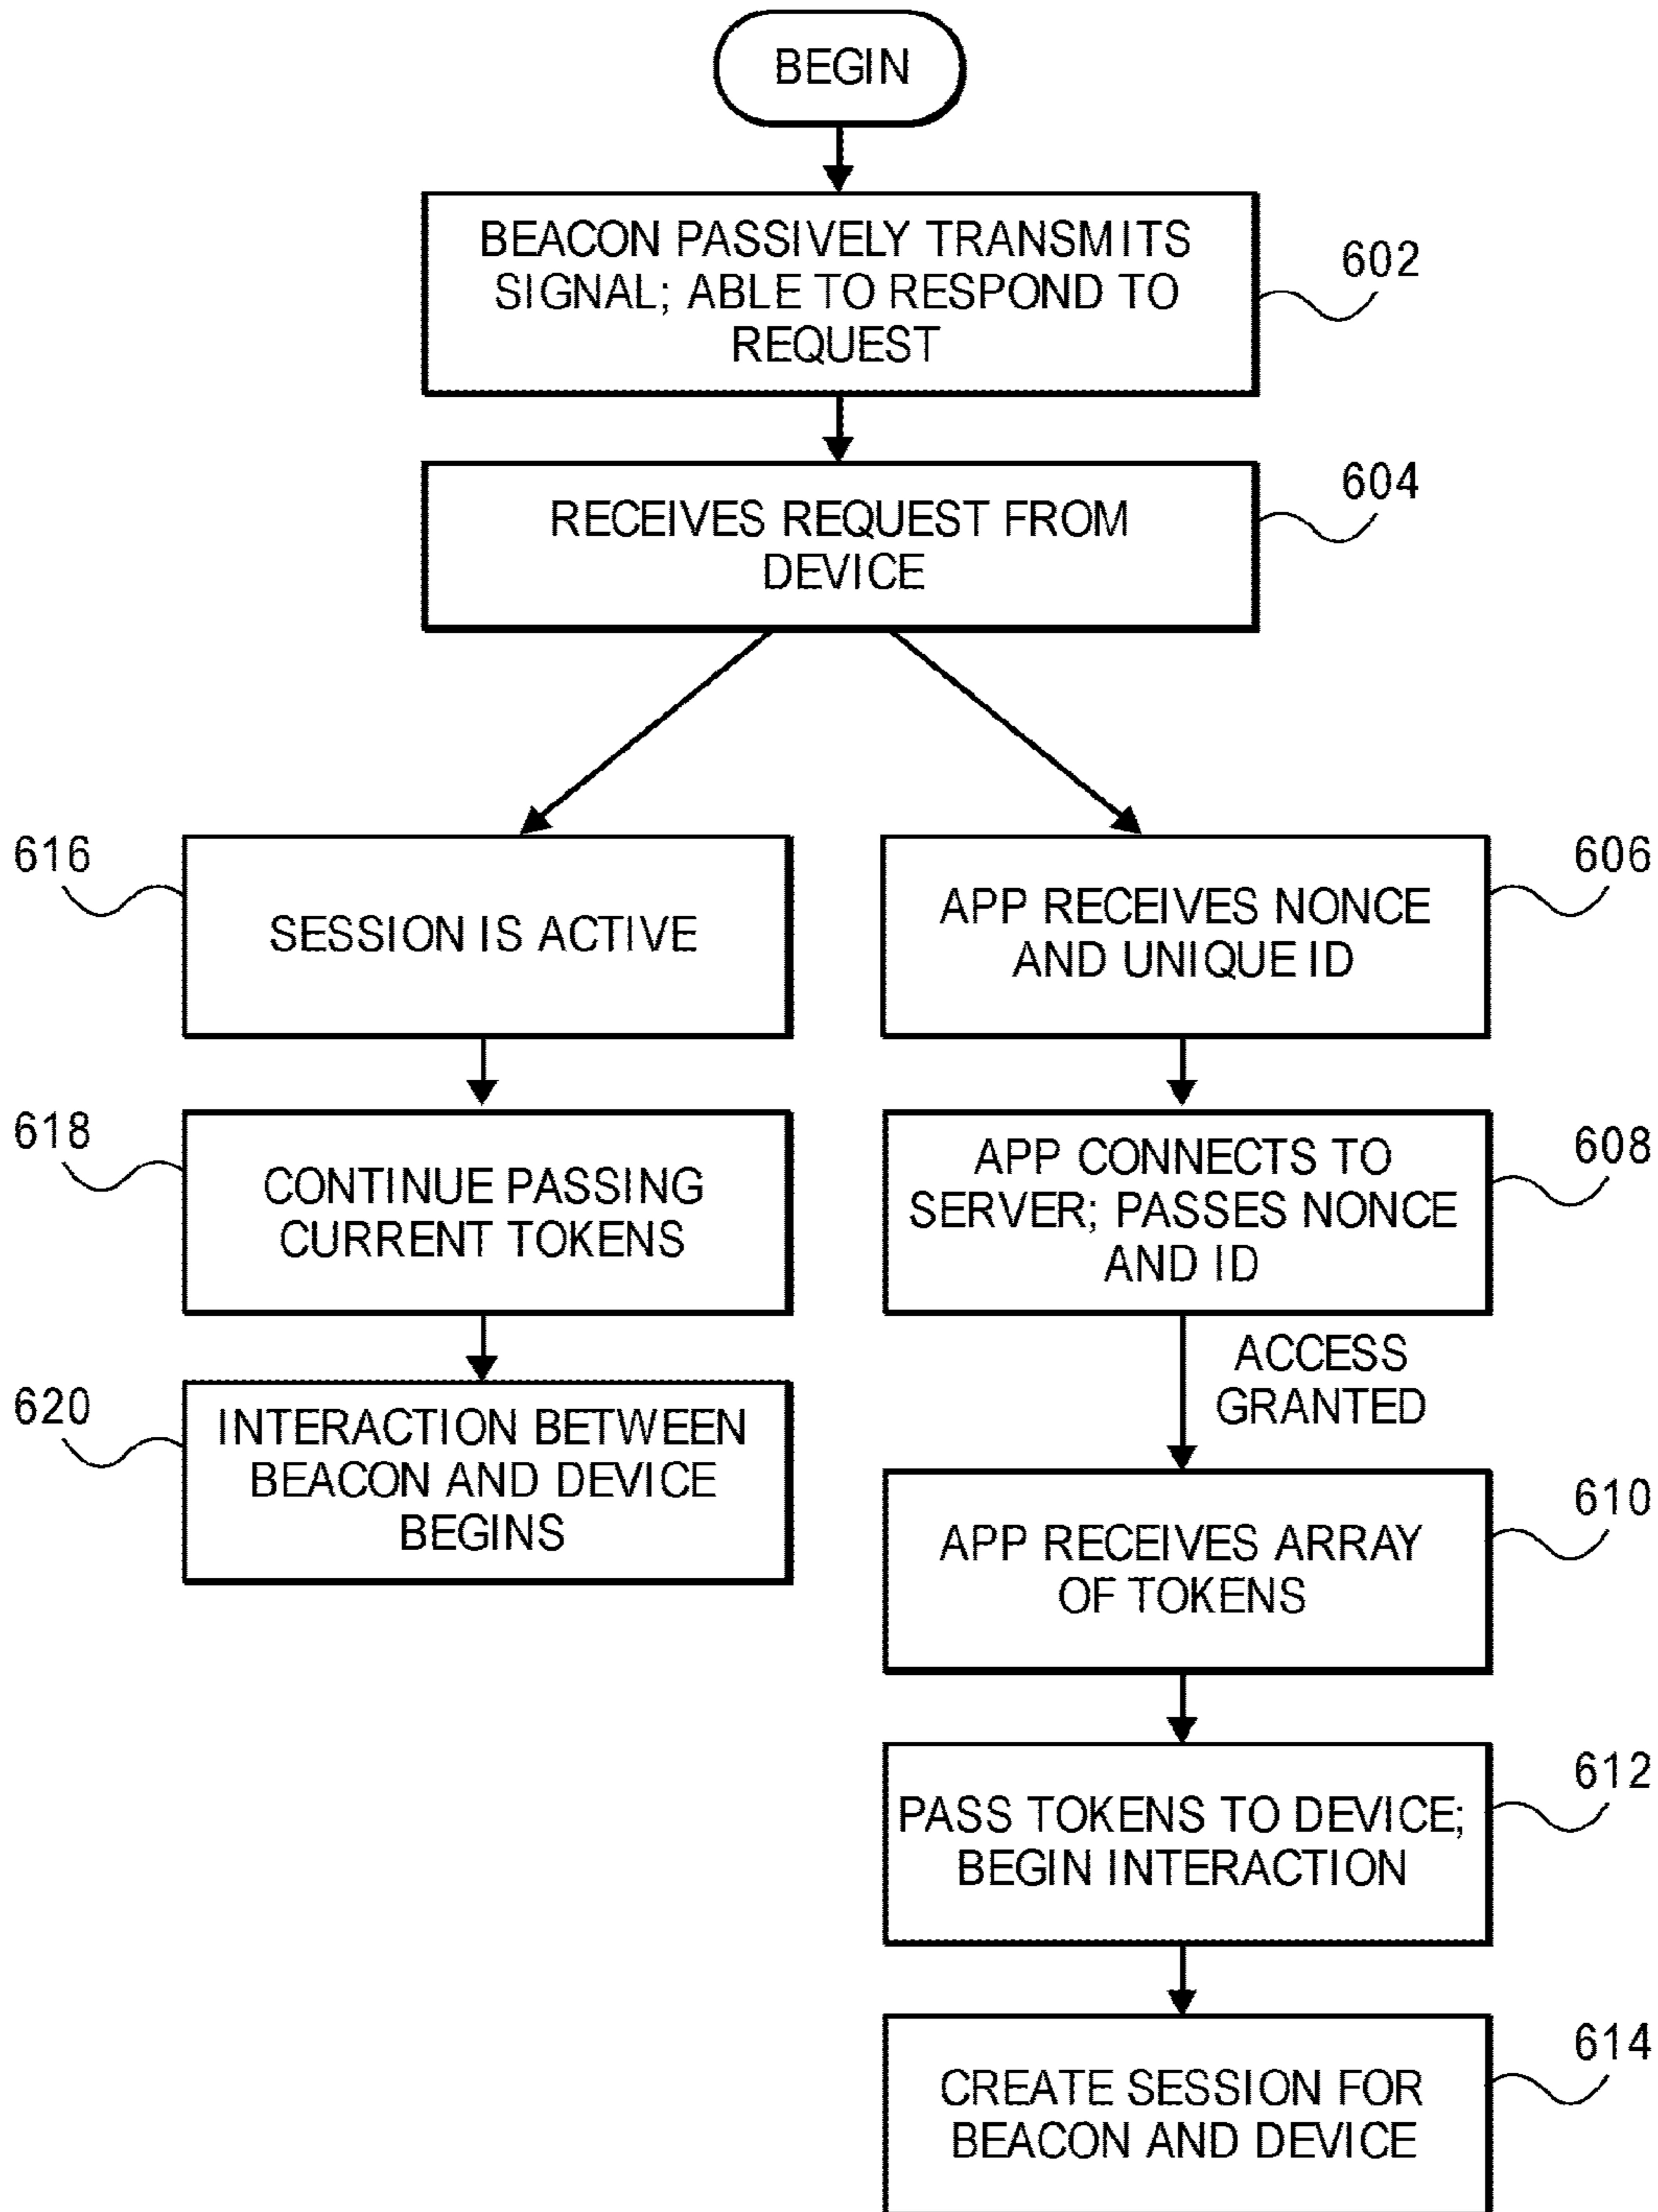 BEGIN
BEACON PASSIVELY TRANSMITS
SIGNAL; ABLE TO RESPOND TO
REQUEST
602
RECEIVES REQUEST FROM
DEVICE
604
616
SESSION IS ACTIVE
618
CONTINUE PASSING
CURRENT TOKENS
620
INTERACTION BETWEEN
BEACON AND DEVICE
BEGINS
APP RECEIVES NONCE
AND UNIQUE ID
606
APP CONNECTS TO
SERVER; PASSES NONCE
AND ID
608
ACCESS
GRANTED
APP RECEIVES ARRAY
OF TOKENS
610
PASS TOKENS TO DEVICE;
BEGIN INTERACTION
612
CREATE SESSION FOR
BEACON AND DEVICE
614